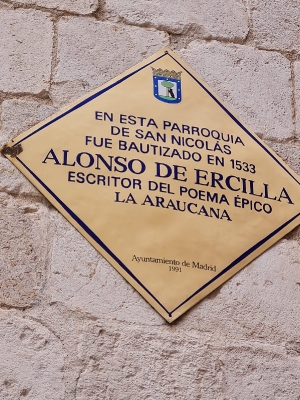 EN ESTA PARROQUIA
DE SAN NICOLÁS
FUE BAUTIZADO EN 1533
ALONSO DE ERCILLA
ESCRITOR DEL POEMA ÉPICO
LA ARAUCANA
Ayuntamiento de Madrid
1991